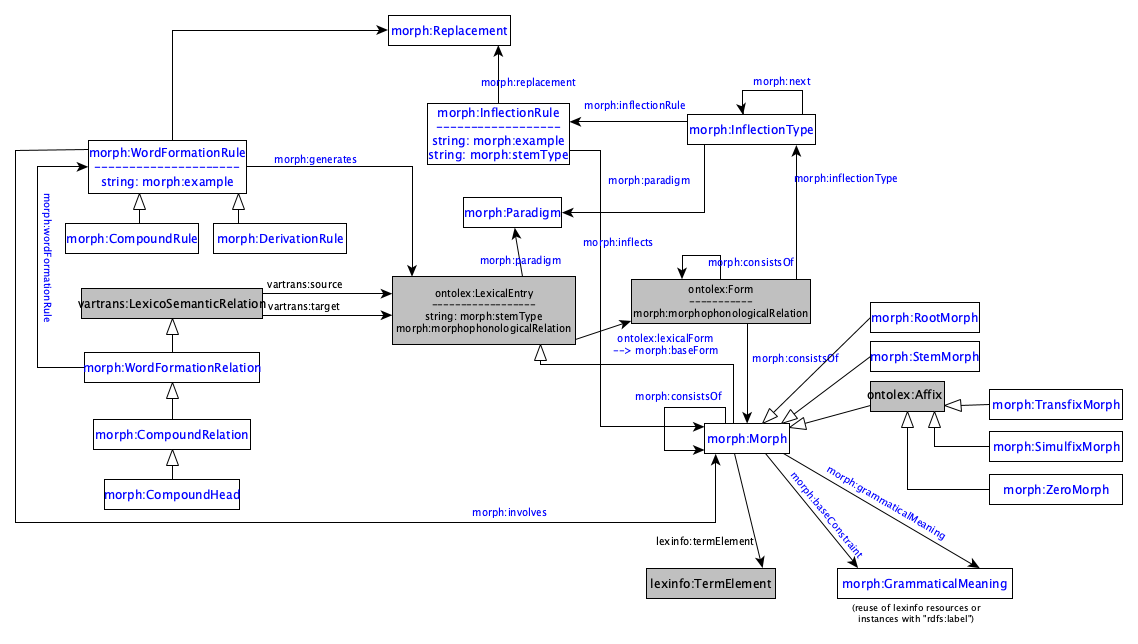 morph:Replacement
morph:replacement
morph:next
morph:InflectionRule
------------------
string: morph:example
string: morph:stemType
morph:inflectionRule
morph:InflectionType
morph:WordFormationRule
---------------------
string: morph:example
morph:generates
morph:paradigm
morph:inflectionType
morph:wordFormationRule
morph:CompoundRule
morph:DerivationRule
morph:Paradigm
morph:inflects
morph:paradigm
morph:consistsOf
vartrans:source
vartrans:LexicoSemanticRelation
vartrans:target
ontolex:LexicalEntry
------------------
string: morph:stemType
morph:morphophonologicalRelation
ontolex:Form
-----------
morph:morphophonologicalRelation
ontolex:lexicalForm
--> morph:baseForm
morph:consistsOf
morph:RootMorph
morph:StemMorph
morph:WordFormationRelation
ontolex:Affix
morph:consistsOf
morph:TransfixMorph
morph:CompoundRelation
morph:Morph
morph:SimulfixMorph
morph:CompoundHead
morph:ZeroMorph
morph:involves
morph:baseConstraint
morph:grammaticalMeaning
lexinfo:termElement
lexinfo:TermElement
morph:GrammaticalMeaning
(reuse of lexinfo resources or
instances with "rdfs:label")